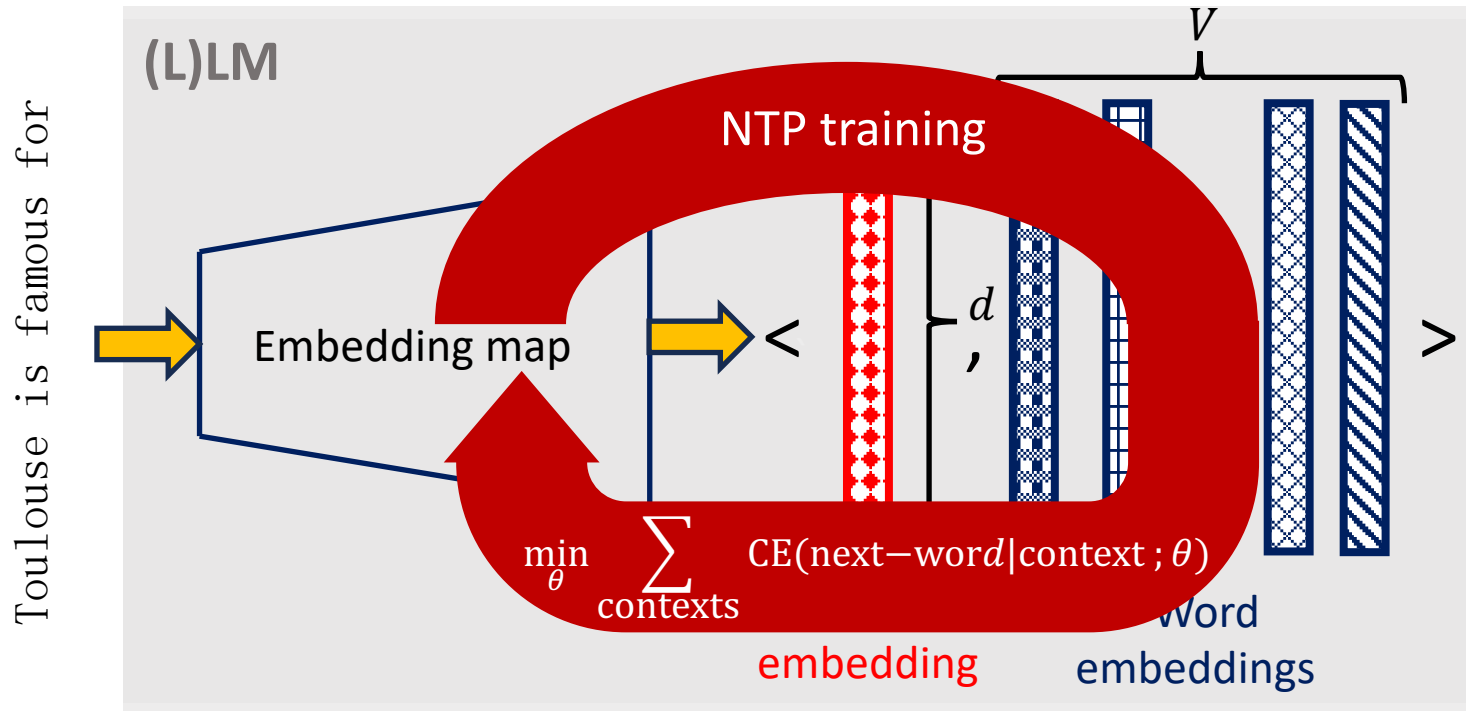 Toulouse is famous for
(L)LM
V
NTP training
Embedding map
<
d
,
>
min
θ
∑
contexts
CE(next−word|context ; θ)
embedding
Word
embeddings